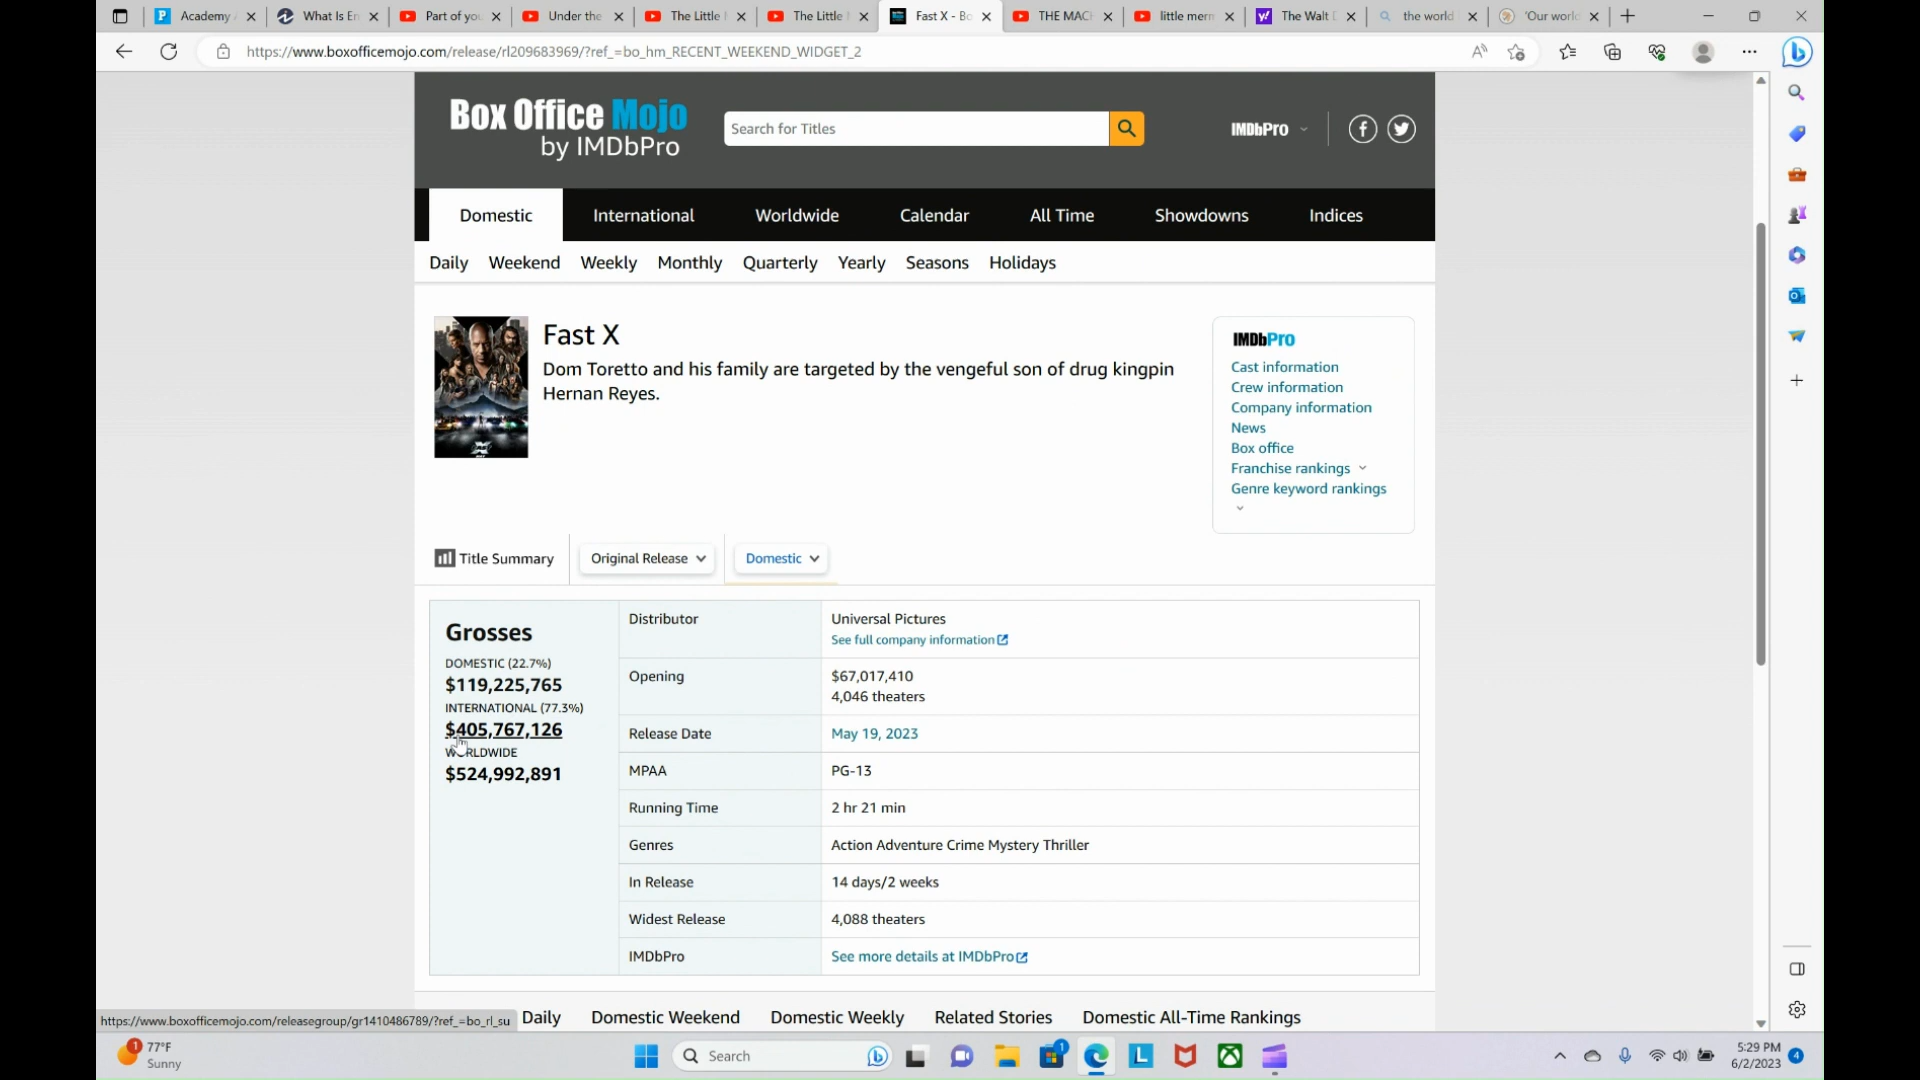 Academy
What Is En
Part of you
Under the
The Little
The Little
Fast X - Bo
THE MAC
little merm
The Walt D
the world
'Our world
https://www.boxofficemojo.com/release/rl209683969/?ref_=bo_hm_RECENT_WEEKEND_WIDGET_2
Box Office Mojo
by IMDbPro
Search for Titles
IMDbPro
Domestic International Worldwide Calendar All Time Showdowns Indices
Daily Weekend Weekly Monthly Quarterly Yearly Seasons Holidays
Fast X
Dom Toretto and his family are targeted by the vengeful son of drug kingpin
Hernan Reyes.
IMDbPro
Cast information
Crew information
Company information
News
Box office
Franchise rankings
Genre keyword rankings
Title Summary
Original Release
Domestic
Grosses
DOMESTIC (22.7%)
$119,225,765
INTERNATIONAL (77.3%)
$405,767,126
WORLDWIDE
$524,992,891
Distributor
Universal Pictures
See full company information
Opening
$67,017,410
4,046 theaters
Release Date
May 19, 2023
MPAA
PG-13
Running Time
2 hr 21 min
Genres
Action Adventure Crime Mystery Thriller
In Release
14 days/2 weeks
Widest Release
4,088 theaters
IMDbPro
See more details at IMDbPro
https://www.boxofficemojo.com/releasegroup/gr1410486789/?ref_=bo_rl_su
Daily Domestic Weekend Domestic Weekly Related Stories Domestic All-Time Rankings
1
77°F
Sunny
Search
1
5:29 PM
6/2/2023
4